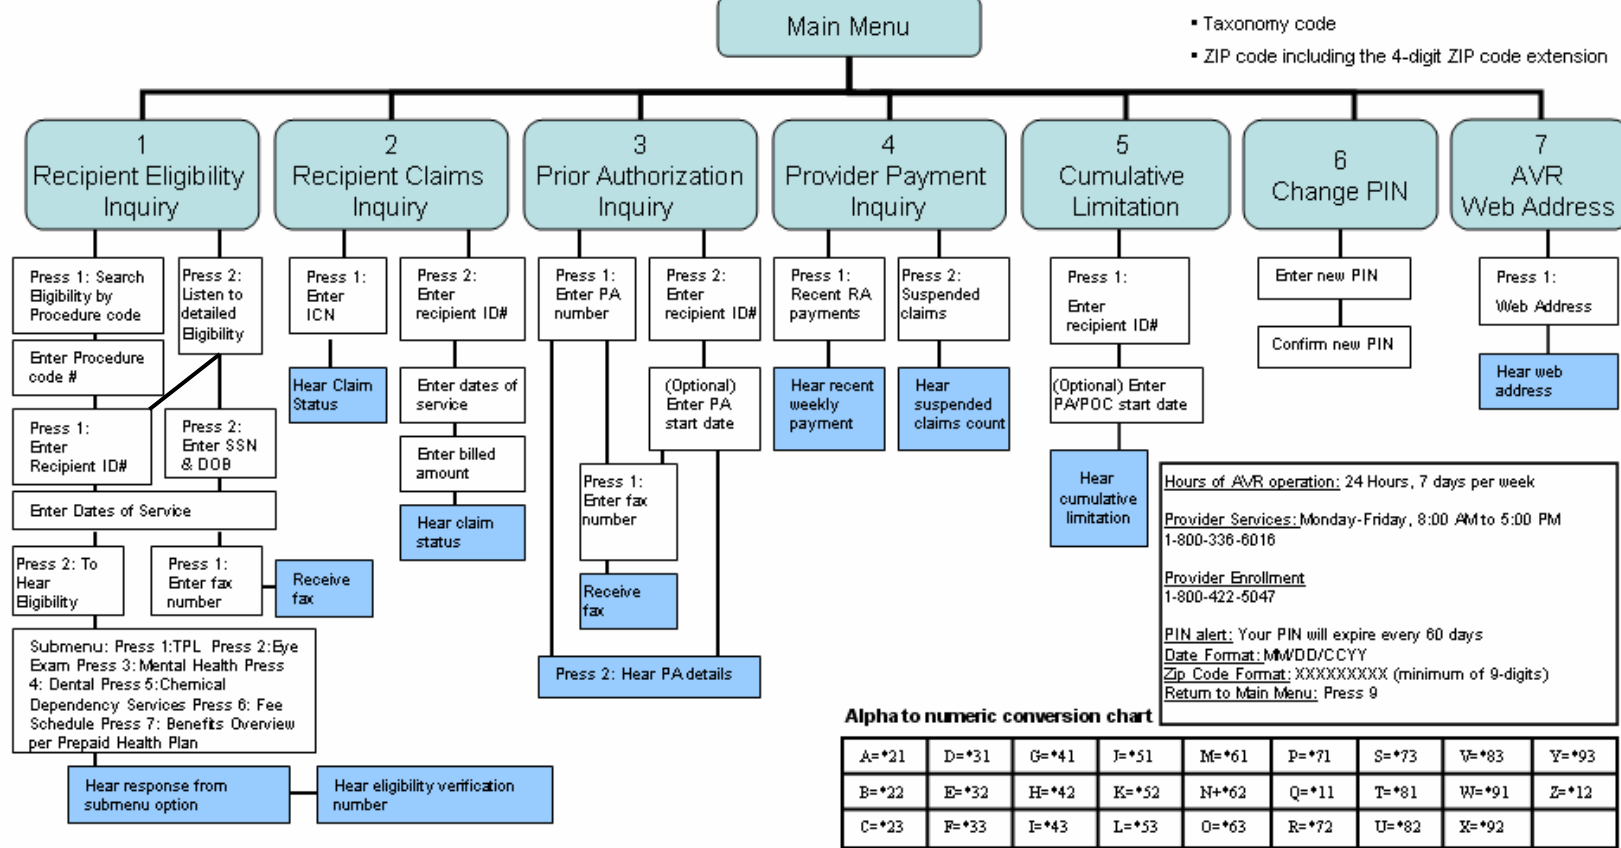 Main Menu
▪ Taxonomy code
▪ ZIP code including the 4-digit ZIP code extension
1
Recipient Eligibility
Inquiry
2
Recipient Claims
Inquiry
3
Prior Authorization
Inquiry
4
Provider Payment
Inquiry
5
Cumulative
Limitation
6
Change PIN
7
AVR
Web Address
Press 1: Search
Eligibility by
Procedure code
Press 2:
Listen to
detailed
Eligibility
Enter Procedure
code #
Press 1:
Enter
Recipient ID#
Press 2:
Enter SSN
& DOB
Enter Dates of Service
Press 2: To
Hear
Eligibility
Press 1:
Enter fax
number
Receive
fax
Submenu: Press 1:TPL Press 2:Eye
Exam Press 3: Mental Health Press
4: Dental Press 5:Chemical
Dependency Services Press 6: Fee
Schedule Press 7: Benefits Overview
per Prepaid Health Plan
Hear response from
submenu option
Hear eligibility verification
number
Press 1:
Enter
ICN
Hear Claim
Status
Press 2:
Enter
recipient ID#
Enter dates of
service
Enter billed
amount
Hear claim
status
Press 1:
Enter PA
number
Press 2:
Enter
recipient ID#
(Optional)
Enter PA
start date
Press 1:
Enter fax
number
Receive
fax
Press 2: Hear PA details
Press 1:
Recent RA
payments
Hear recent
weekly
payment
Press 2:
Suspended
claims
Hear
suspended
claims count
Press 1:
Enter
recipient ID#
(Optional) Enter
PA/POC start date
Hear
cumulative
limitation
Enter new PIN
Confirm new PIN
Press 1:
Web Address
Hear web
address
Hours of AVR operation: 24 Hours, 7 days per week
Provider Services: Monday-Friday, 8:00 AM to 5:00 PM
1-800-336-6016
Provider Enrollment
1-800-422-5047
PIN alert: Your PIN will expire every 60 days
Date Format: MM/DD/CCYY
Zip Code Format: XXXXXXXXX (minimum of 9-digits)
Return to Main Menu: Press 9
Alpha to numeric conversion chart
A=*21 D=*31 G=*41 J=*51 M=*61 P=*71 S=*73 V=*83 Y=*93
B=*22 E=*32 H=*42 K=*52 N+*62 Q=*11 T=*81 W=*91 Z=*12
C=*23 F=*33 I=*43 L=*53 O=*63 R=*72 U=*82 X=*92